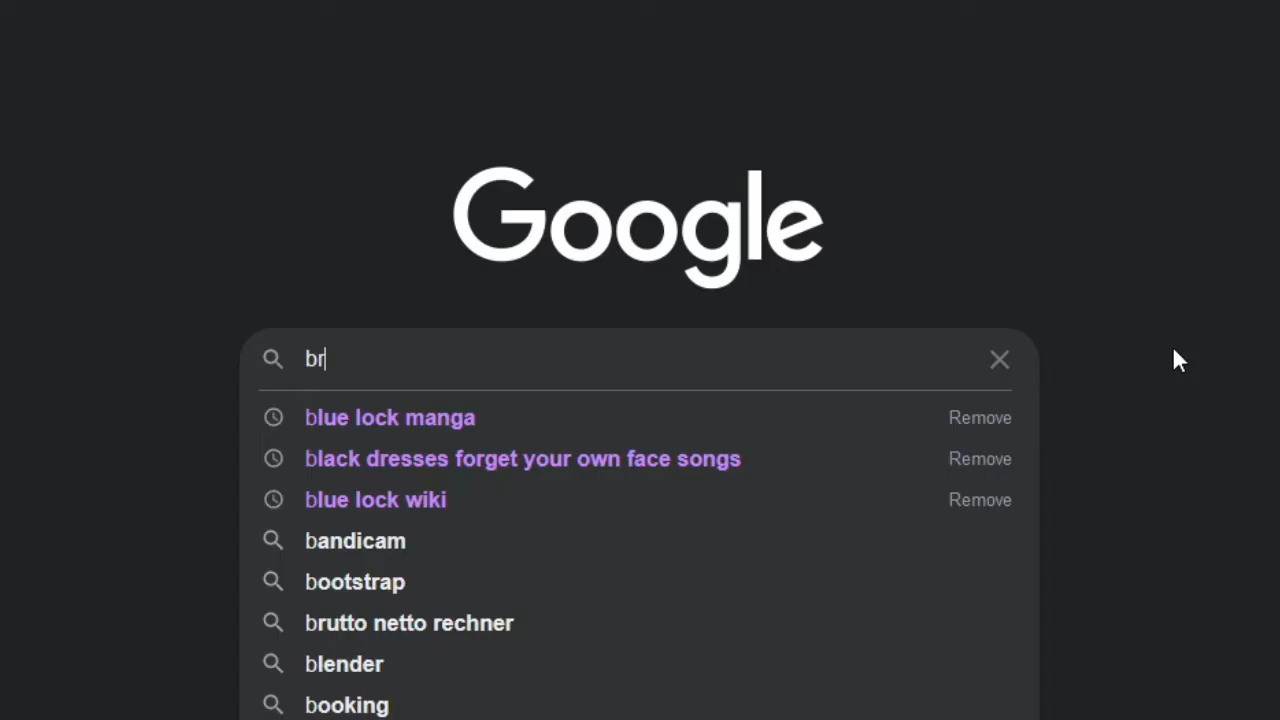 Google
br
blue lock manga Remove
black dresses forget your own face songs Remove
blue lock wiki Remove
bandicam
bootstrap
brutto netto rechner
blender
booking